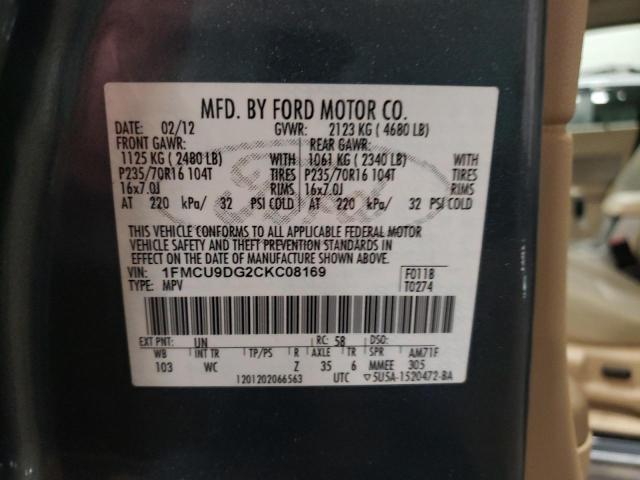 MFD. BY FORD MOTOR CO.
DATE: 02/12 GVWR: 2123 KG ( 4680 LB)
FRONT GAWR: REAR GAWR:
1125 KG ( 2480 LB) WITH 1061 KG ( 2340 LB) WITH
P235/70R16 104T TIRES P235/70R16 104T TIRES
16x7.0J RIMS 16x7.0J RIMS
AT 220 kPa/ 32 PSI COLD AT 220 kPa/ 32 PSI COLD
Ford
THIS VEHICLE CONFORMS TO ALL APPLICABLE FEDERAL MOTOR
VEHICLE SAFETY AND THEFT PREVENTION STANDARDS IN
EFFECT ON THE DATE OF MANUFACTURE SHOWN ABOVE.
VIN: 1FMCU9DG2CKC08169 F0118
TYPE: MPV T0274
EXT PNT: UN RC: 58 DSO:
WB INT TR TP/PS R AXLE TR SPR AM71F
103 WC Z 35 6 MMEE 305
1201202066563 UTC ▽5U5A-1520472-BA